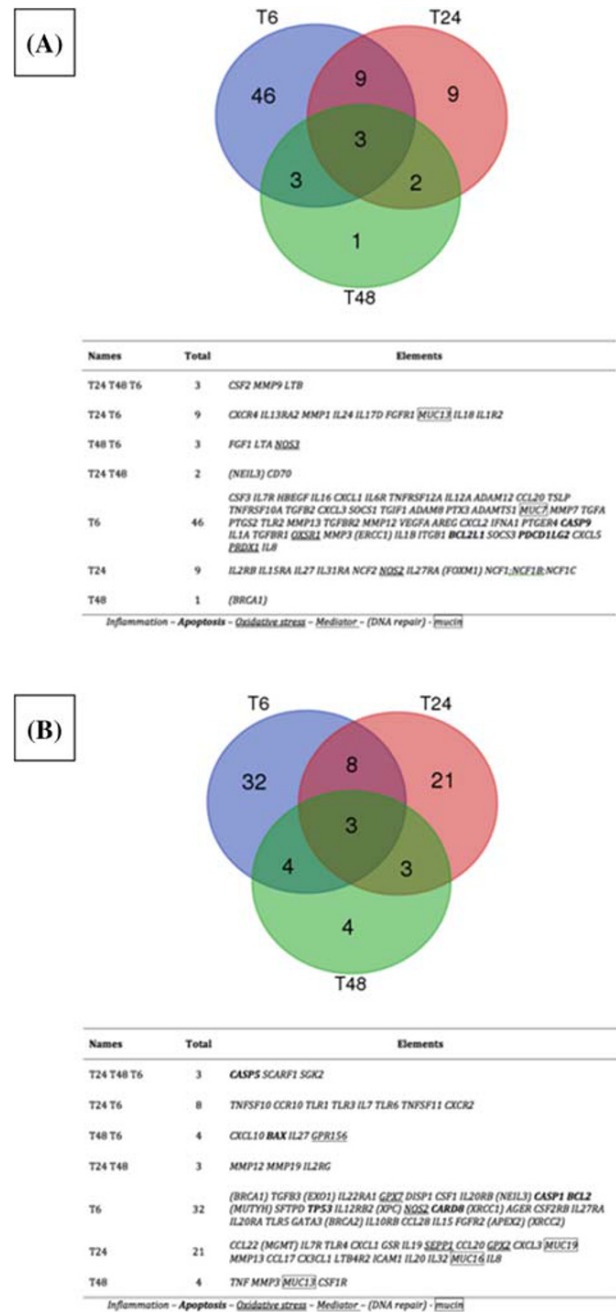 (A)
T6
T24
46
9
9
3
3
2
1
T48
Names Total Elements
T24 T48 T6 3 CSF2 MMP9 LTB
T24 T6 9 CXCR4 IL13RA2 MMP1 IL24 IL17D FGFR1 MUC13 IL18 IL1R2
T48 T6 3 FGF1 LTA NOS3
T24 T48 2 (NEIL3) CD70
CSF3 IL7R HBEGF IL16 CXCL1 IL6R TNFRSF12A IL12A ADAM12 CCL20 TSLP
TNFRSF10A TGFB2 CXCL3 SOCS1 TGIF1 ADAM8 PTX3 ADAMTS1 MUC7 MMP7 TGFA
T6 46 PTGS2 TLR2 MMP13 TGFBR2 MMP12 VEGFA AREG CXCL2 IFNA1 PTGER4 CASP9
IL1A TGFBR1 OXSR1 MMP3 (ERCC1) IL1B ITGB1 BCL2L1 SOCS3 PDCD1LG2 CXCL5
PRDX1 IL8
T24 9 IL2RB IL15RA IL27 IL31RA NCF2 NOS2 IL27RA (FOXM1) NCF1;NCF1B;NCF1C
T48 1 (BRCA1)
Inflammation – Apoptosis – Oxidative stress – Mediator – (DNA repair) - mucin
(B)
T6
T24
32
8
21
3
4
3
4
T48
Names Total Elements
T24 T48 T6 3 CASP5 SCARF1 SGK2
T24 T6 8 TNFSF10 CCR10 TLR1 TLR3 IL7 TLR6 TNFSF11 CXCR2
T48 T6 4 CXCL10 BAX IL27 GPR156
T24 T48 3 MMP12 MMP19 IL2RG
(BRCA1) TGFB3 (EXO1) IL22RA1 GPX7 DISP1 CSF1 IL20RB (NEIL3) CASP1 BCL2
T6 32 (MUTYH) SFTPD TP53 IL12RB2 (XPC) NOS2 CARD8 (XRCC1) AGER CSF2RB IL27RA
IL20RA TLR5 GATA3 (BRCA2) IL10RB CCL28 IL15 FGFR2 (APEX2) (XRCC2)
T24 21 CCL22 (MGMT) IL7R TLR4 CXCL1 GSR IL19 SEPP1 CCL20 GPX2 CXCL3 MUC19
MMP13 CCL17 CX3CL1 LTB4R2 ICAM1 IL20 IL32 MUC16 IL8
T48 4 TNF MMP3 MUC13 CSF1R
Inflammation – Apoptosis – Oxidative stress – Mediator – (DNA repair) - mucin